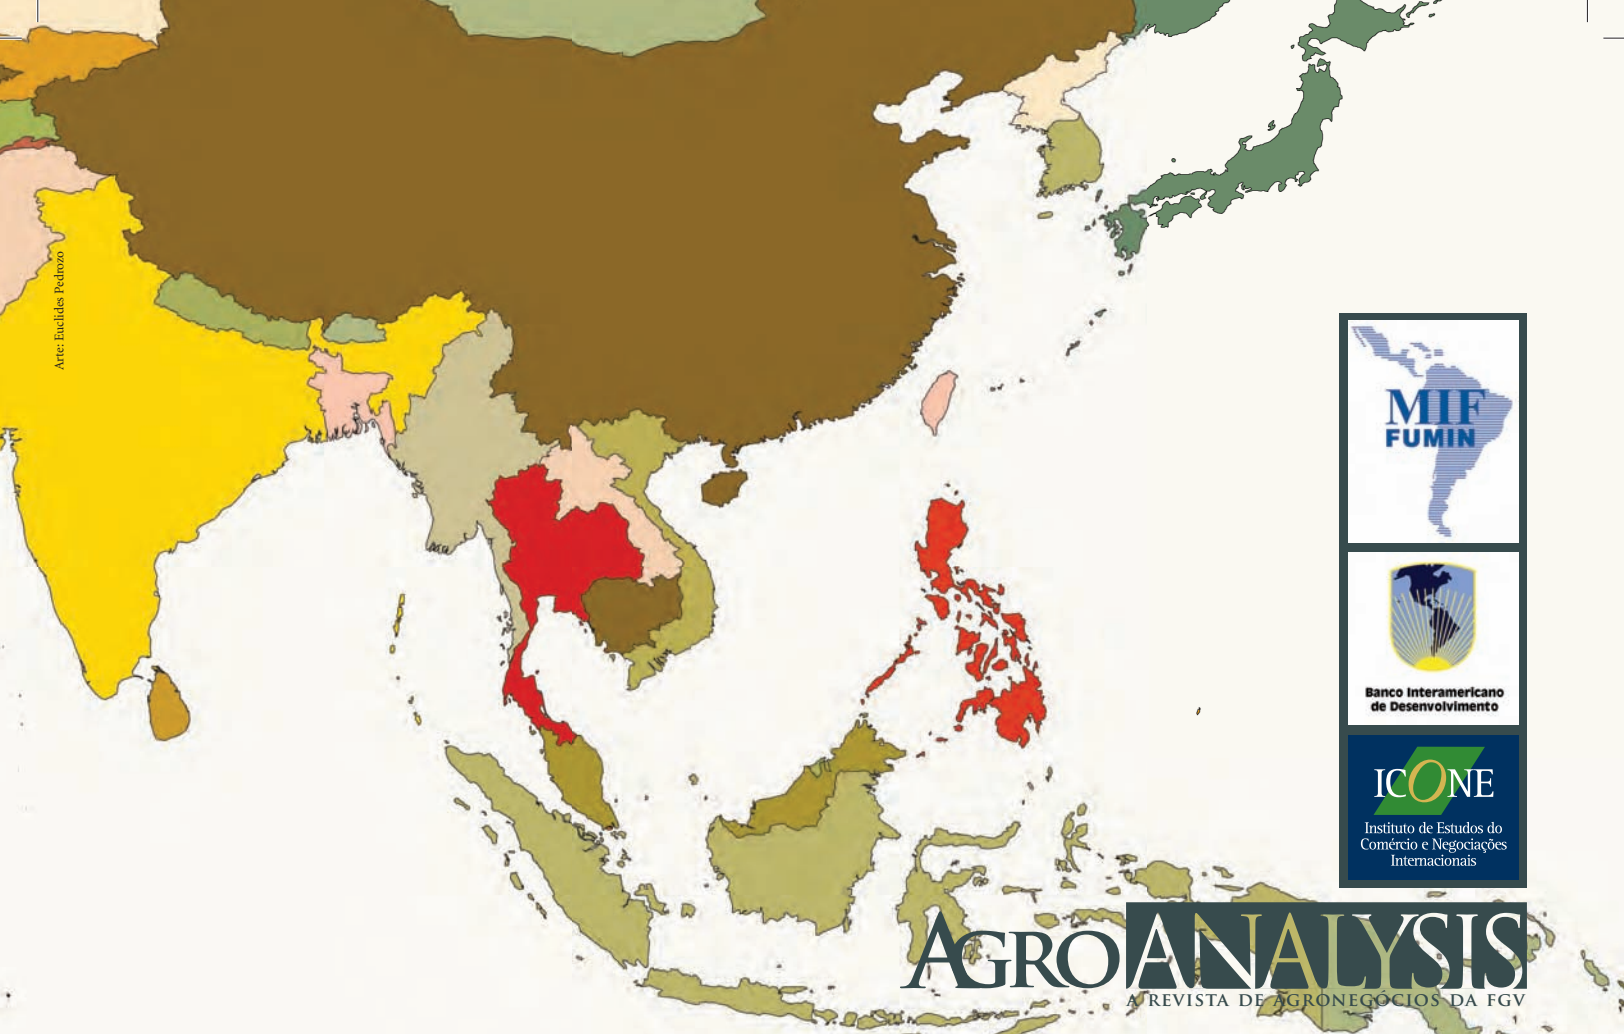 Arte: Euclides Pedrozo
MIF
FUMIN
Banco Interamericano
de Desenvolvimento
ICONE
Instituto de Estudos do
Comércio e Negociações
Internacionais
AGROANALYSIS
A REVISTA DE AGRONEGÓCIOS DA FGV